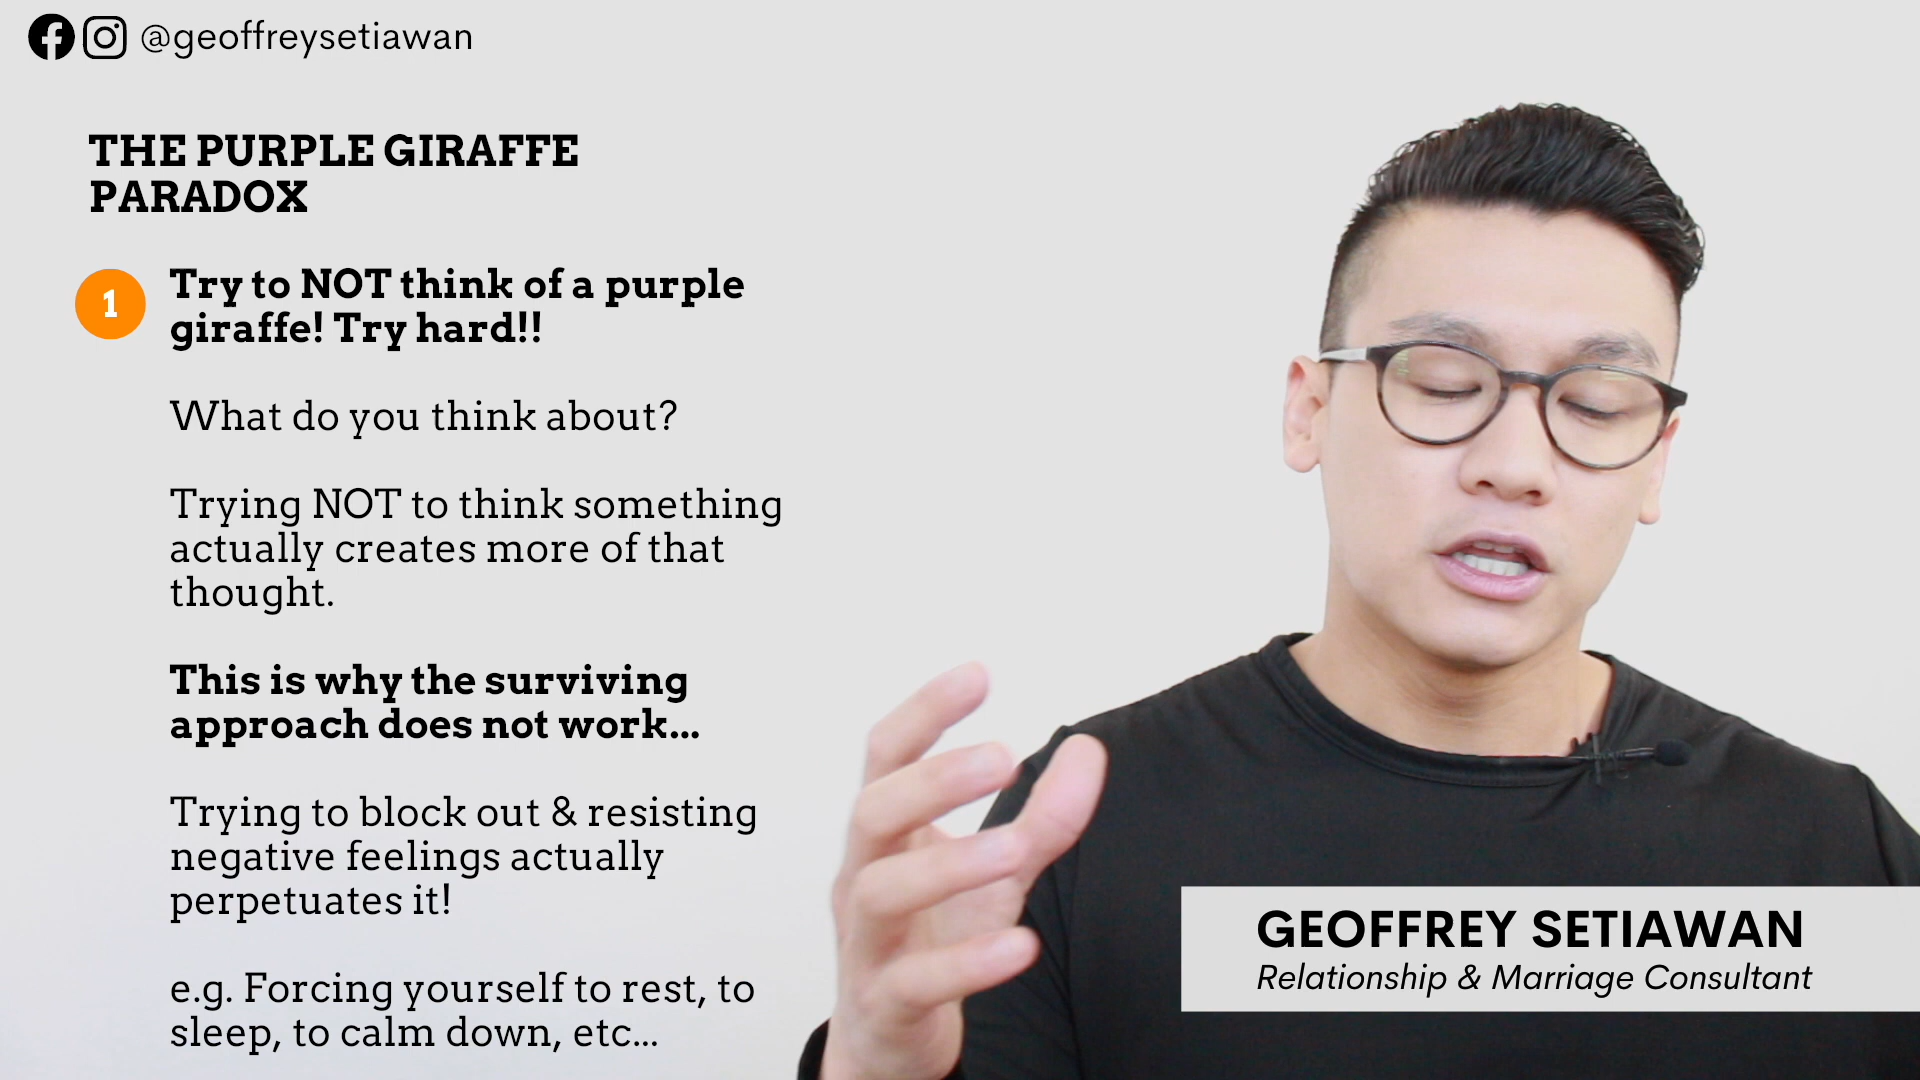 @geoffreysetiawan
THE PURPLE GIRAFFE
PARADOX
1
Try to NOT think of a purple
giraffe! Try hard!!
What do you think about?
Trying NOT to think something
actually creates more of that
thought.
This is why the surviving
approach does not work...
Trying to block out & resisting
negative feelings actually
perpetuates it!
e.g. Forcing yourself to rest, to
sleep, to calm down, etc...
GEOFFREY SETIAWAN
Relationship & Marriage Consultant